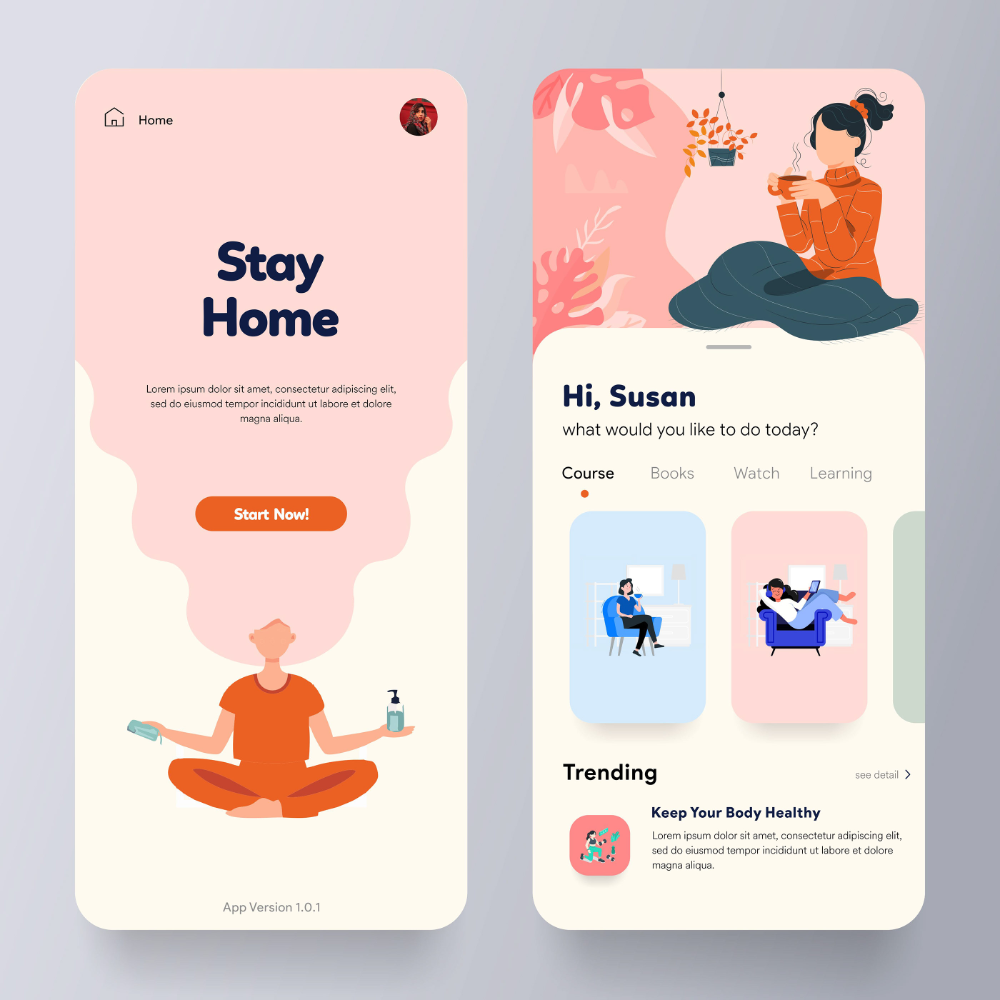 Home
Stay
Home
Lorem ipsum dolor sit amet, consectetur adipiscing elit,
sed do eiusmod tempor incididunt ut labore et dolore
magna aliqua.
Start Now!
App Version 1.0.1
Hi, Susan
what would you like to do today?
Course Books Watch Learning
Trending
see detail
Keep Your Body Healthy
Lorem ipsum dolor sit amet, consectetur adipiscing elit,
sed do eiusmod tempor incididunt ut labore et dolore
magna aliqua.